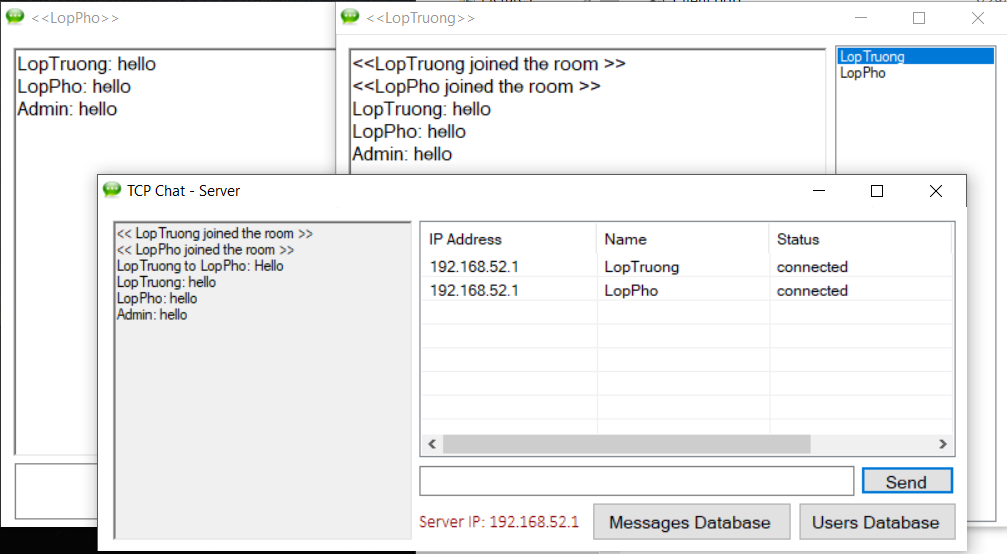 <<LopPho>>
LopTruong: hello
LopPho: hello
Admin: hello
<<LopTruong>>
<<LopTruong joined the room >>
<<LopPho joined the room >>
LopTruong: hello
LopPho: hello
Admin: hello
LopTruong
LopPho
TCP Chat - Server
<< LopTruong joined the room >>
<< LopPho joined the room >>
LopTruong to LopPho: Hello
LopTruong: hello
LopPho: hello
Admin: hello
IP Address Name Status
192.168.52.1 LopTruong connected
192.168.52.1 LopPho connected
Send
Server IP: 192.168.52.1
Messages Database
Users Database